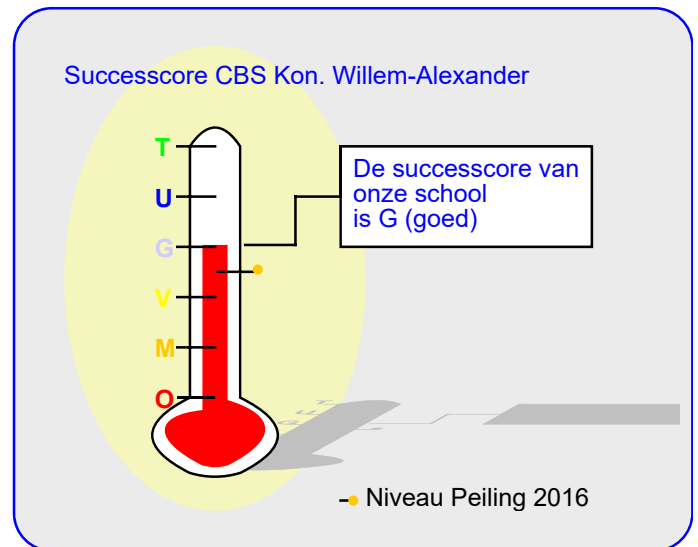 Successcore CBS Kon. Willem-Alexander
T
U
G
V
M
O
De successcore van
onze school
is G (goed)
Niveau Peiling 2016